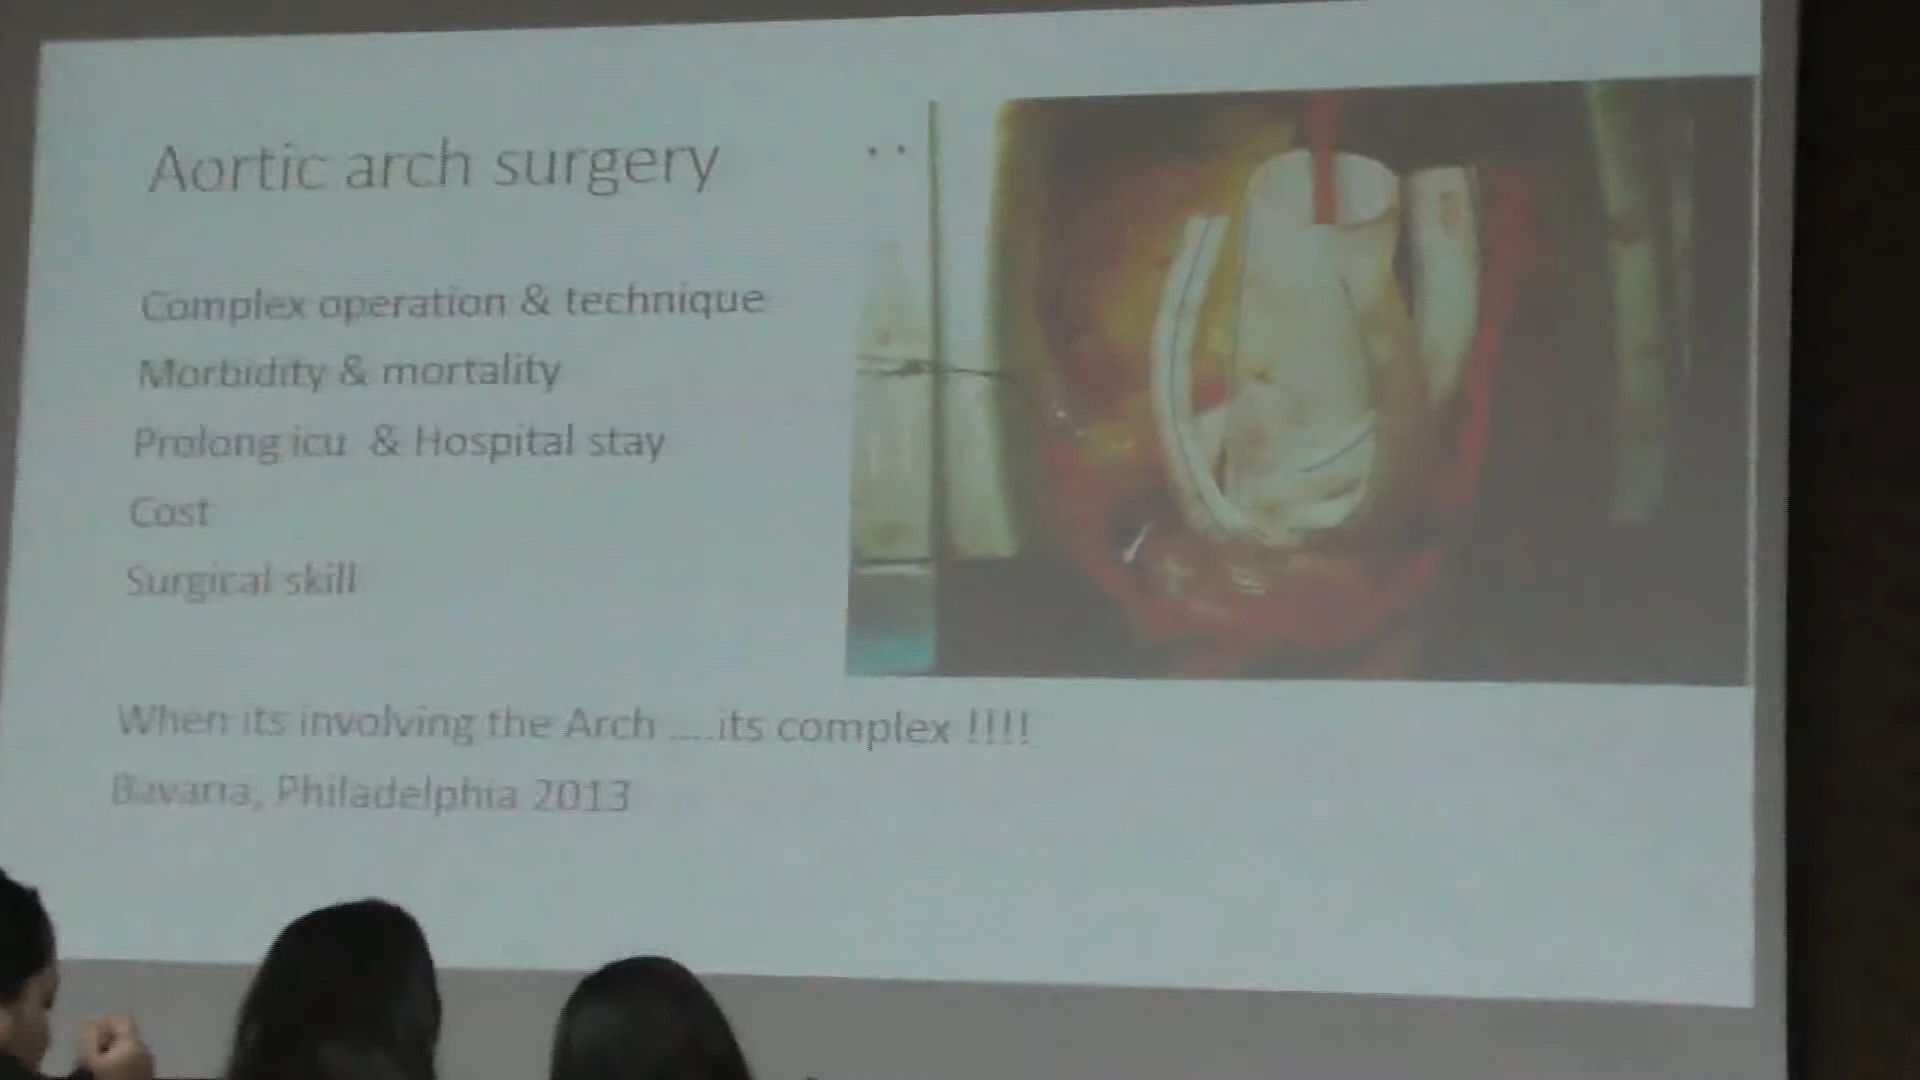 Aortic arch surgery
Complex operation & technique
Morbidity & mortality
Prolong icu & Hospital stay
Cost
Surgical skill
When its involving the Arch ....its complex !!!!
Bavaria, Philadelphia 2013